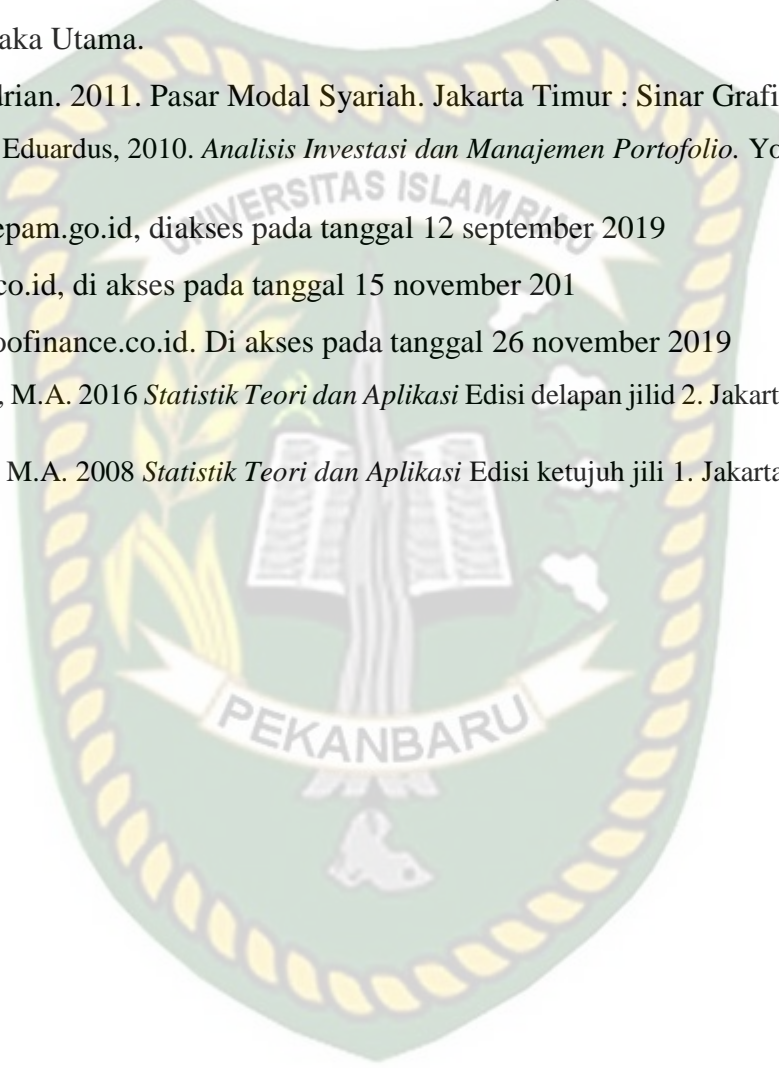 aka Utama.
drian. 2011. Pasar Modal Syariah. Jakarta Timur : Sinar Grafi
Eduardus, 2010. Analisis Investasi dan Manajemen Portofolio. Yo
UNIVERSITAS ISLAM RIAU
epam.go.id, diakses pada tanggal 12 september 2019
co.id, di akses pada tanggal 15 november 201
oofinance.co.id. Di akses pada tanggal 26 november 2019
, M.A. 2016 Statistik Teori dan Aplikasi Edisi delapan jilid 2. Jakart
M.A. 2008 Statistik Teori dan Aplikasi Edisi ketujuh jili 1. Jakarta
PEKANBARU